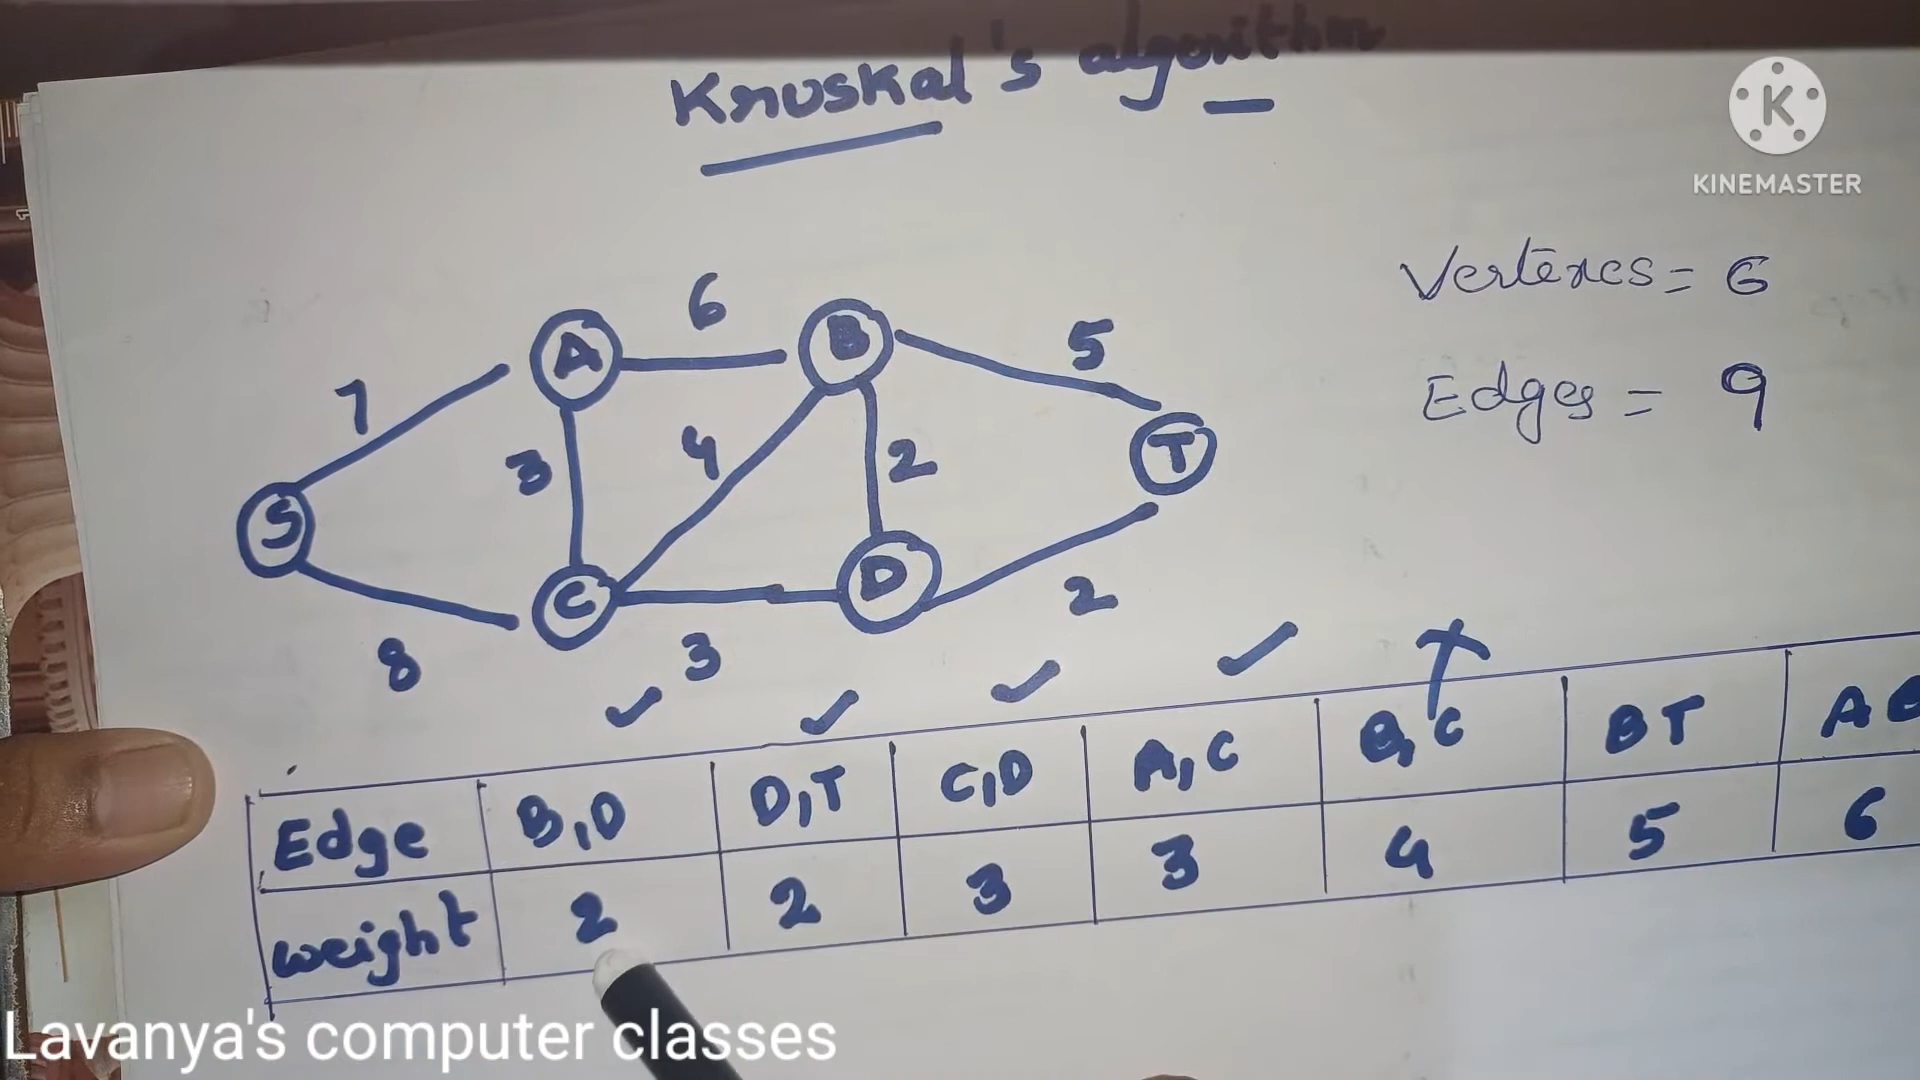 Kruskal's algorithm
K
KINEMASTER
Vertexes = 6
Edges = 9
6
A
B
5
7
3
4
2
T
S
C
D
2
8
3
Edge B,D D,T C,D A,C B,C BT
weight 2 2 3 3 4 5 6
Lavanya's computer classes